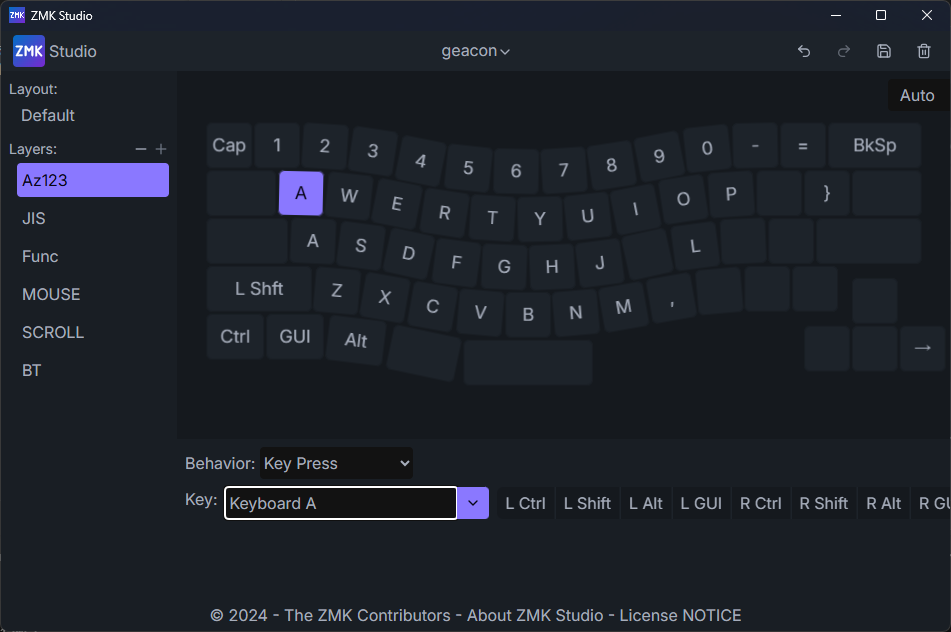 ZMK ZMK Studio
ZMK Studio
geacon
Layout:
Default
Layers:
Az123
JIS
Func
MOUSE
SCROLL
BT
Auto
Cap 1 2 3 4 5 6 7 8 9 0 - = BkSp
A W E R T Y U I O P }
A S D F G H J L
L Shft Z X C V B N M ,
Ctrl GUI Alt →
Behavior: Key Press
Key: Keyboard A L Ctrl L Shift L Alt L GUI R Ctrl R Shift R Alt R GU
© 2024 - The ZMK Contributors - About ZMK Studio - License NOTICE